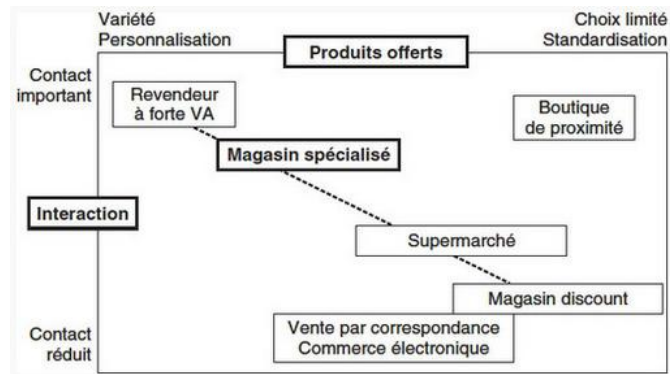 Variété
Personnalisation
Choix limité
Standardisation
Produits offerts
Contact
important
Revendeur
à forte VA
Boutique
de proximité
Magasin spécialisé
Interaction
Supermarché
Magasin discount
Contact
réduit
Vente par correspondance
Commerce électronique